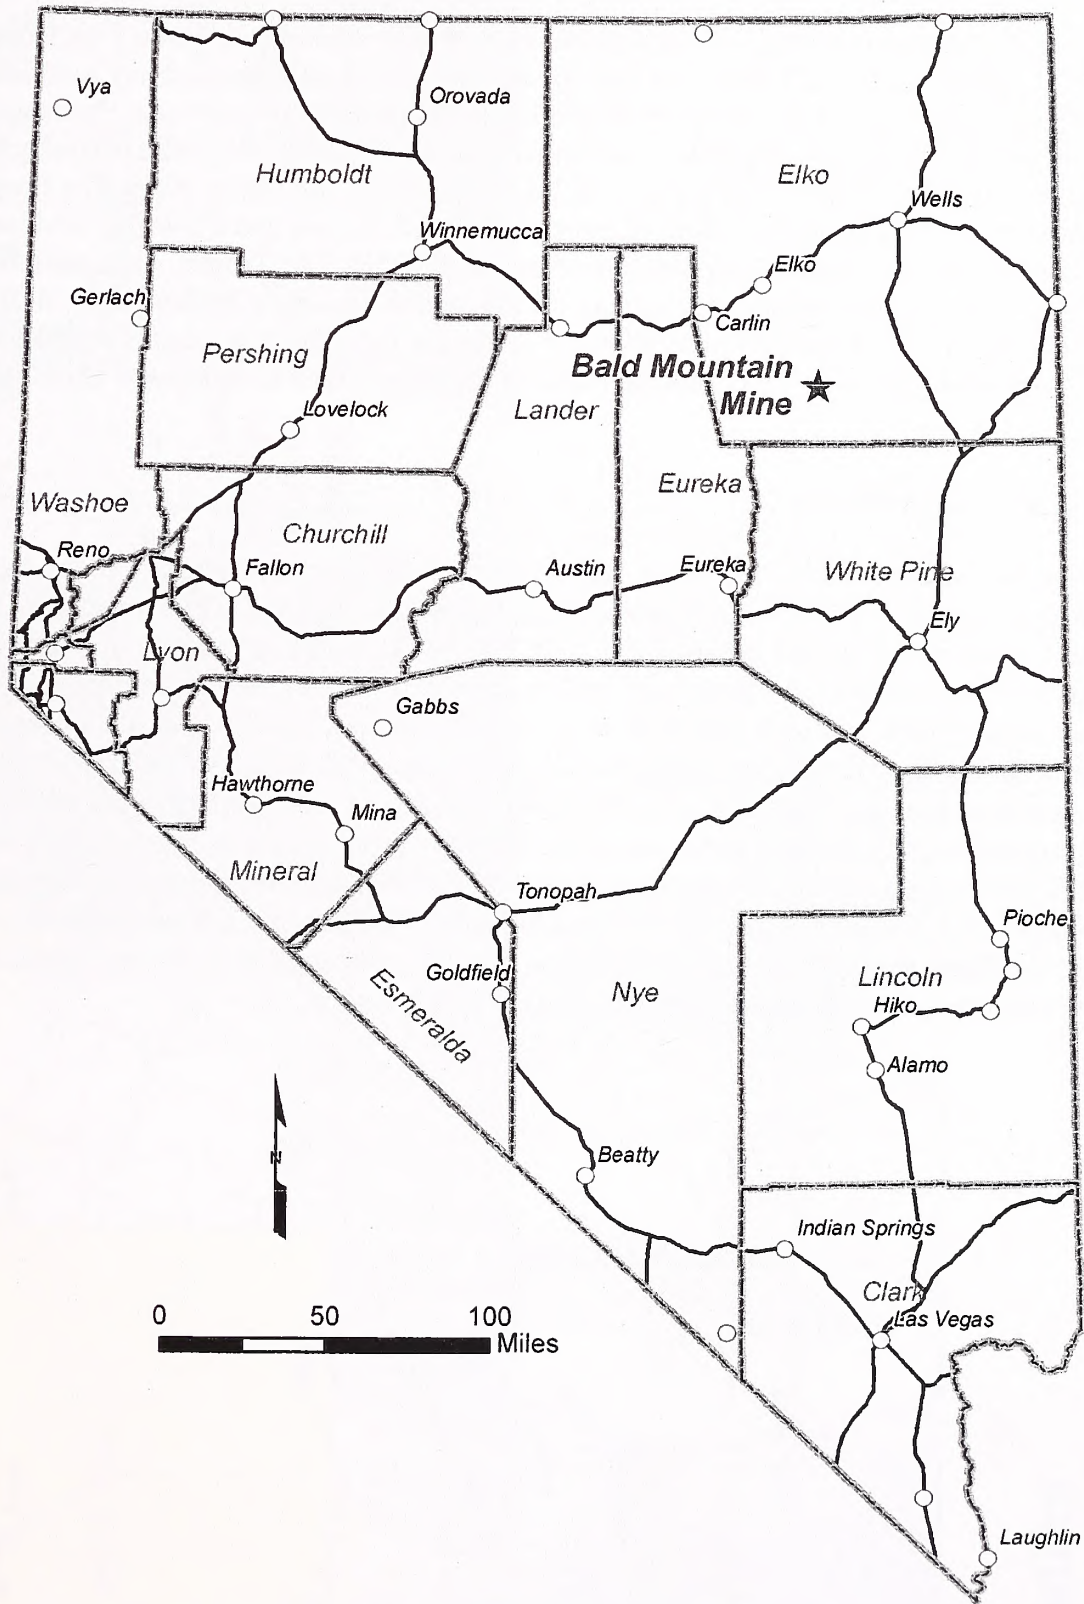 Vya
Orovada
Humboldt
Elko
Wells
Winnemucca
Elko
Gerlach
Carlin
Pershing
Bald Mountain
Mine
Lander
Lovelock
Eureka
Washoe
Churchill
Reno
Fallon
Austin
Eureka
White Pine
Ely
Lyon
Gabbs
Hawthorne
Mina
Mineral
Tonopah
Pioche
Goldfield
Esmeralda
Nye
Lincoln
Hiko
Alamo
N
Beatty
Indian Springs
Clark
Las Vegas
0 50 100
Miles
Laughlin